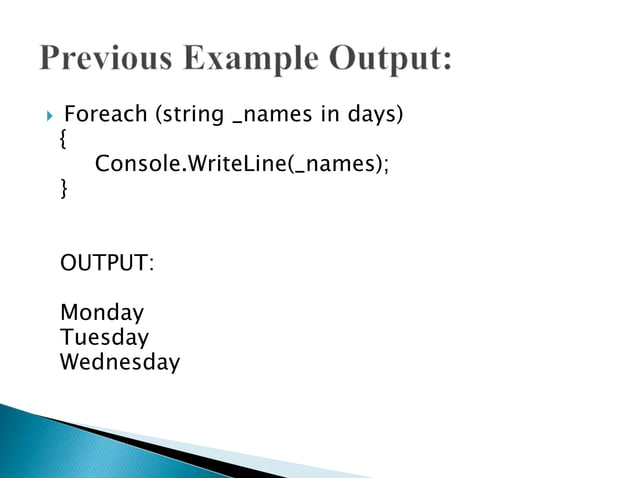 Previous Example Output:
Foreach (string _names in days)
{
Console.WriteLine(_names);
}
OUTPUT:
Monday
Tuesday
Wednesday